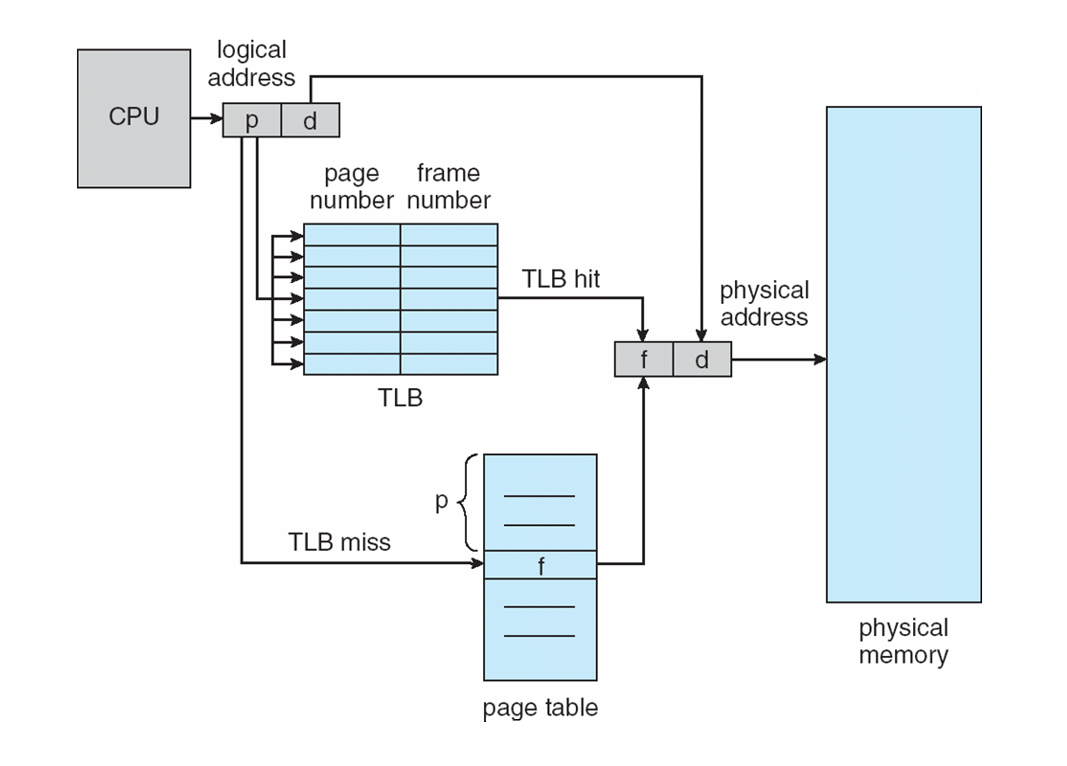 logical
address
CPU
p
d
page
number
frame
number
TLB hit
physical
address
f
d
TLB
p
TLB miss
f
physical
memory
page table